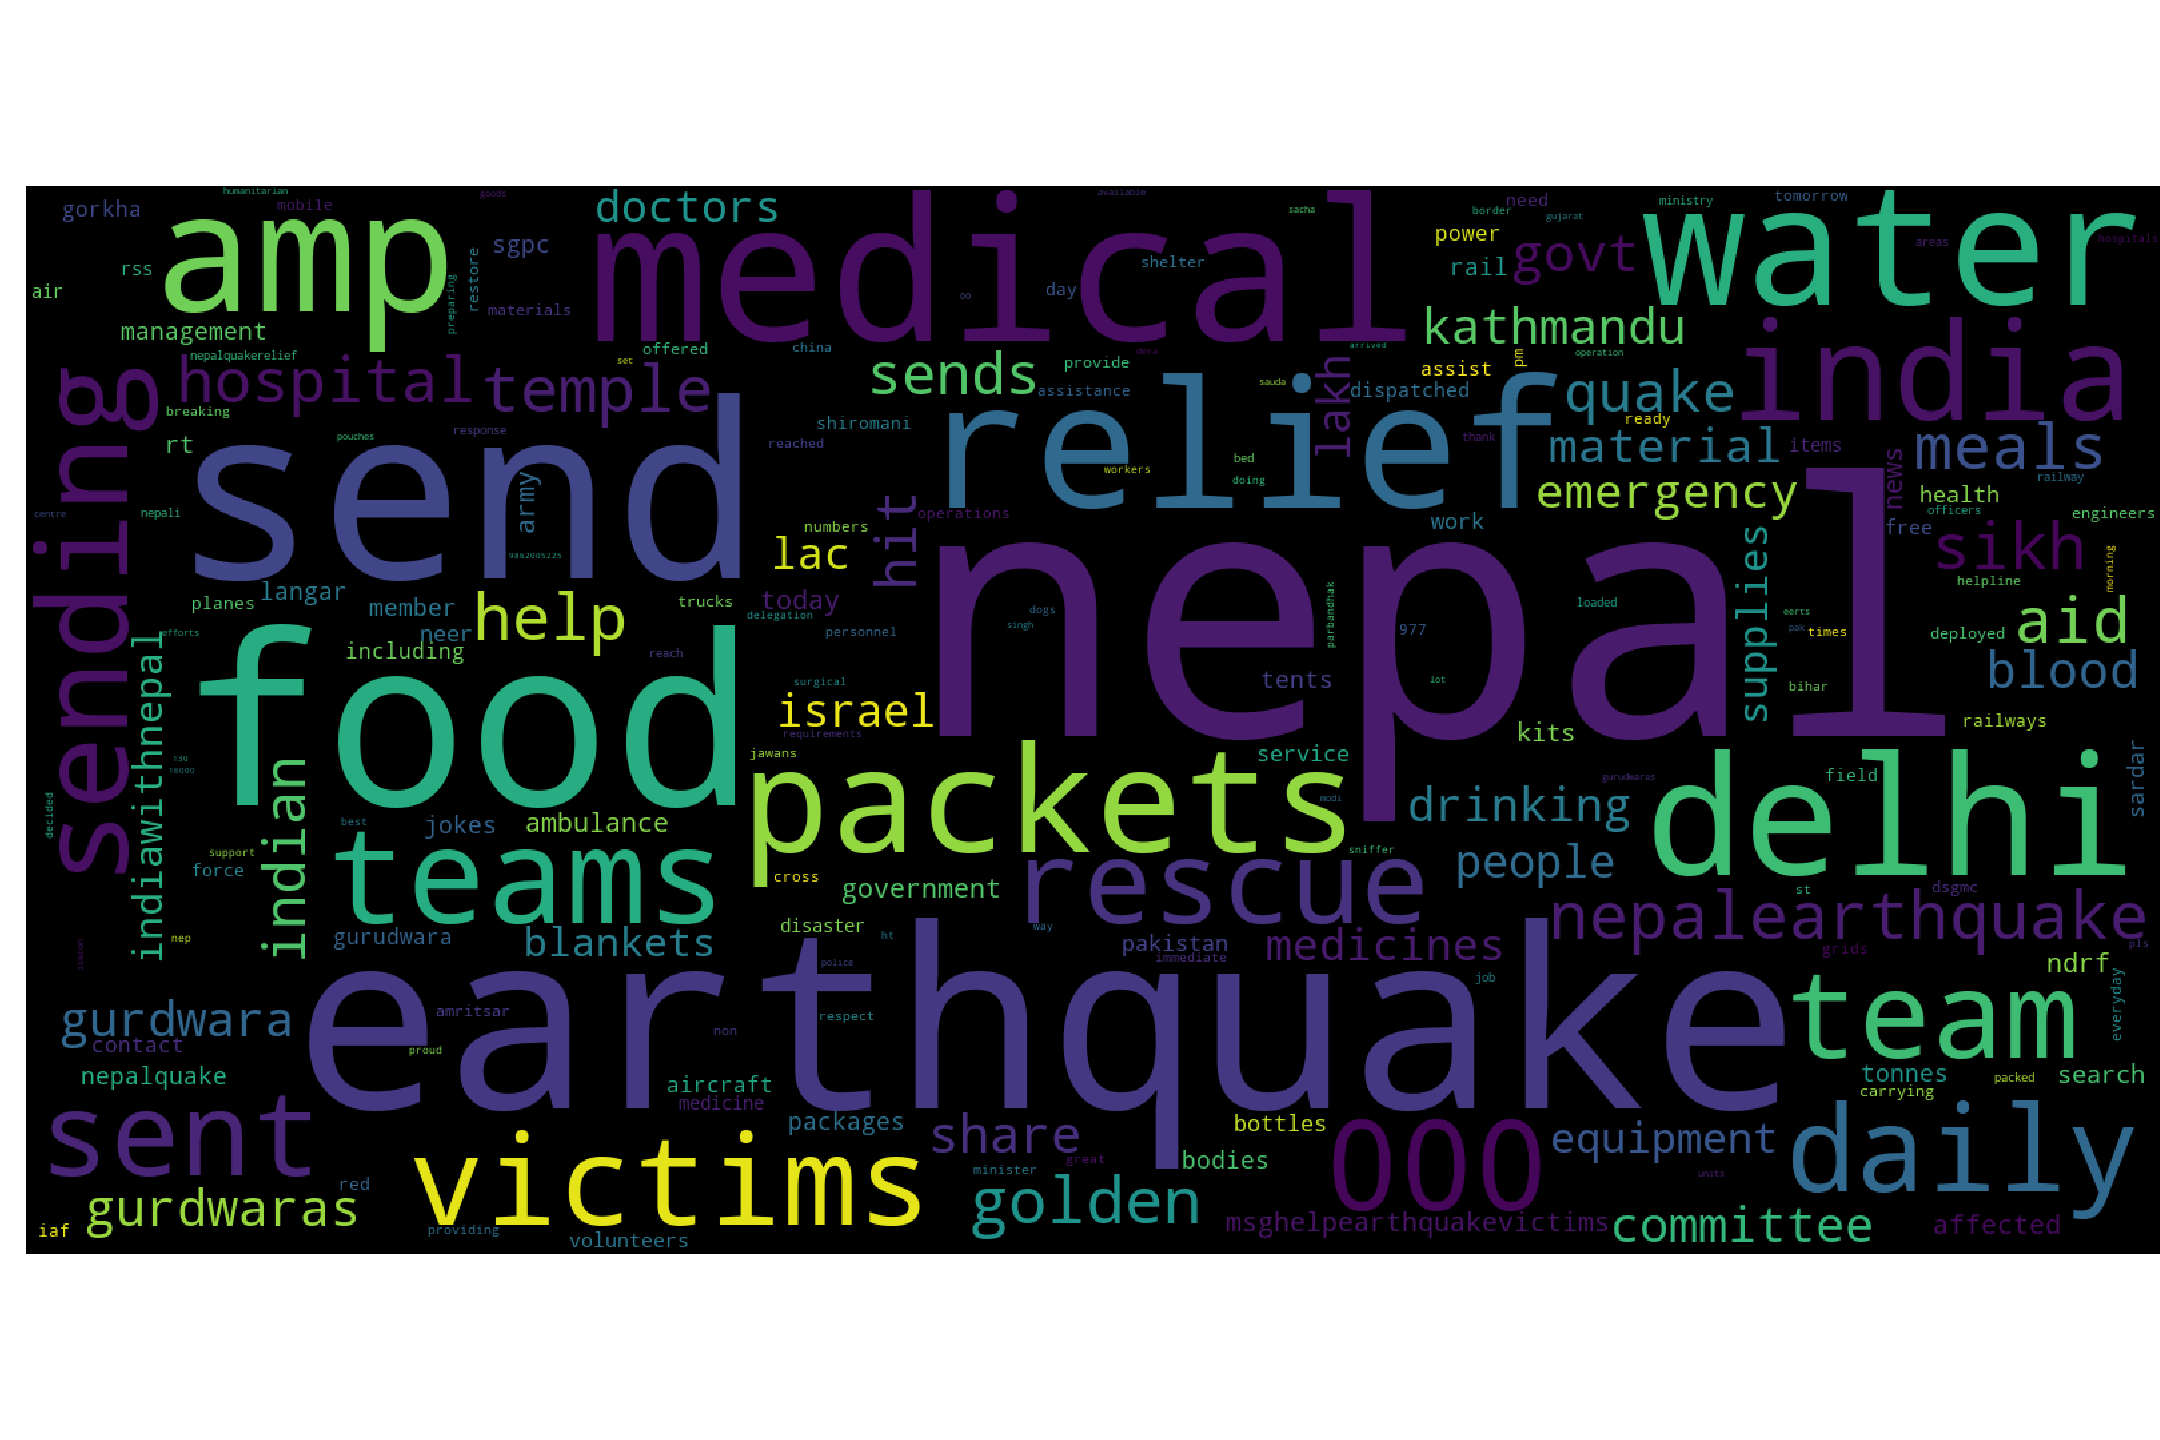 humanitarian
goods
available
sacha
border
gujarat
need
ministry
tomorrow
gorkha
mobile
amp
doctors
medical
water
sgpc
power
govt
areas
hospitals
rss
air
restore
preparing
materials
oo
day
shelter
rail
management
kathmandu
india
nepalquakerelief
offered
set
china
dera
arrived
operation
hospital
temple
sends
provide
assist
pm
quake
sending
breaking
assistance
sauda
relief
lakh
dispatched
ready
rt
pouches
response
send
shiromani
reached
thank
material
items
meals
workers
bed
doing
news
railway
health
centre
nepali
army
9862005225
numbers
hit
operations
work
emergency
free
officers
engineers
lac
nepal
supplies
sikh
helpline
morning
planes
langar
member
help
trucks
today
delegation
dogs
singh
parbandhak
loaded
977
pak
times
deployed
aid
efforts
neer
including
food
reach
personnel
surgical
tents
iot
bihar
blood
indiawithnepal
israel
requirements
kits
railways
130
16000
indian
jawans
packets
service
gurudwaras
delhi
field
sardar
decided
best
jokes
ambulance
modi
drinking
support
force
teams
cross
government
rescue
sniffer
people
st
dsgmc
nep
gurudwara
blankets
disaster
ht
way
pakistan
immediate
medicines
nepalearthquake
grids
pls
police
earthquake
job
ndrf
everyday
gurdwara
contact
amritsar
non
respect
team
proud
nepalquake
aircraft
medicine
tonnes
packed
search
carrying
sent
packages
share
bottles
000
equipment
daily
victims
minister
great
bodies
units
gurdwaras
red
golden
iaf
providing
volunteers
msghelpearthquakevictims
committee
affected